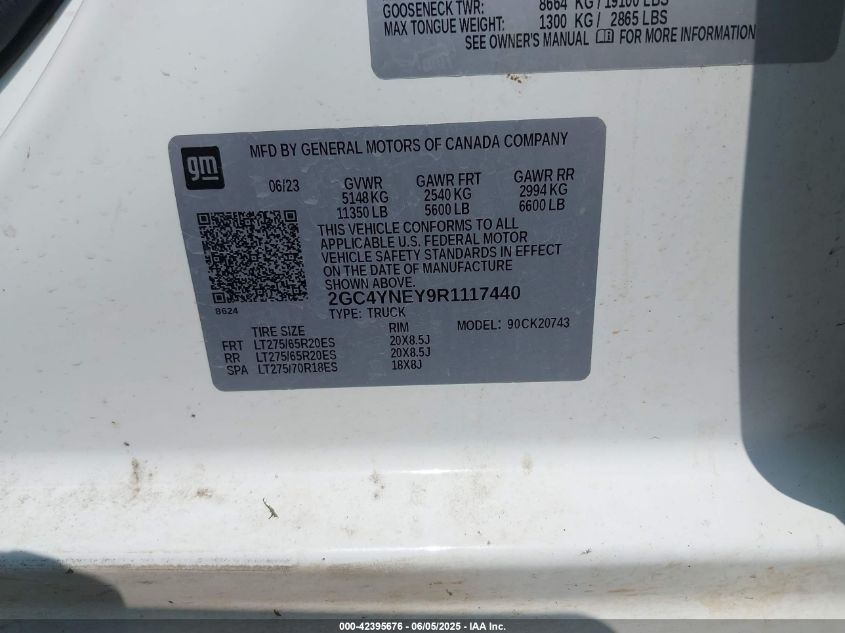 GOOSENECK TWR: 8664 KG / 19100 LBS
MAX TONGUE WEIGHT: 1300 KG / 2865 LBS
SEE OWNER'S MANUAL FOR MORE INFORMATION
gm
MFD BY GENERAL MOTORS OF CANADA COMPANY
06/23 GVWR GAWR FRT GAWR RR
5148 KG 2540 KG 2994 KG
11350 LB 5600 LB 6600 LB
THIS VEHICLE CONFORMS TO ALL
APPLICABLE U.S. FEDERAL MOTOR
VEHICLE SAFETY STANDARDS IN EFFECT
ON THE DATE OF MANUFACTURE
SHOWN ABOVE.
2GC4YNEY9R1117440
8624
TYPE: TRUCK
TIRE SIZE RIM MODEL: 90CK20743
FRT LT275/65R20ES 20X8.5J
RR LT275/65R20ES 20X8.5J
SPA LT275/70R18ES 18X8J
000-42395676 - 06/05/2025 - IAA Inc.